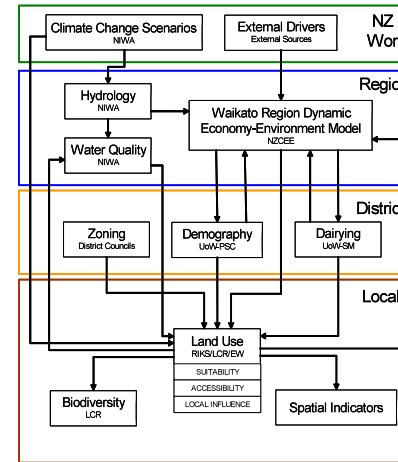 NZ
Climate Change Scenarios
NIWA
External Drivers
External Sources
Wor
Regio
Hydrology
NIWA
Waikato Region Dynamic
Economy-Environment Model
NZCEE
Water Quality
NIWA
Distric
Zoning
District Councils
Demography
UoW-PSC
Dairying
UoW-SM
Local
Land Use
RIKS/LCR/EW
SUITABILITY
ACCESSIBILITY
LOCAL INFLUENCE
Biodiversity
LCR
Spatial Indicators